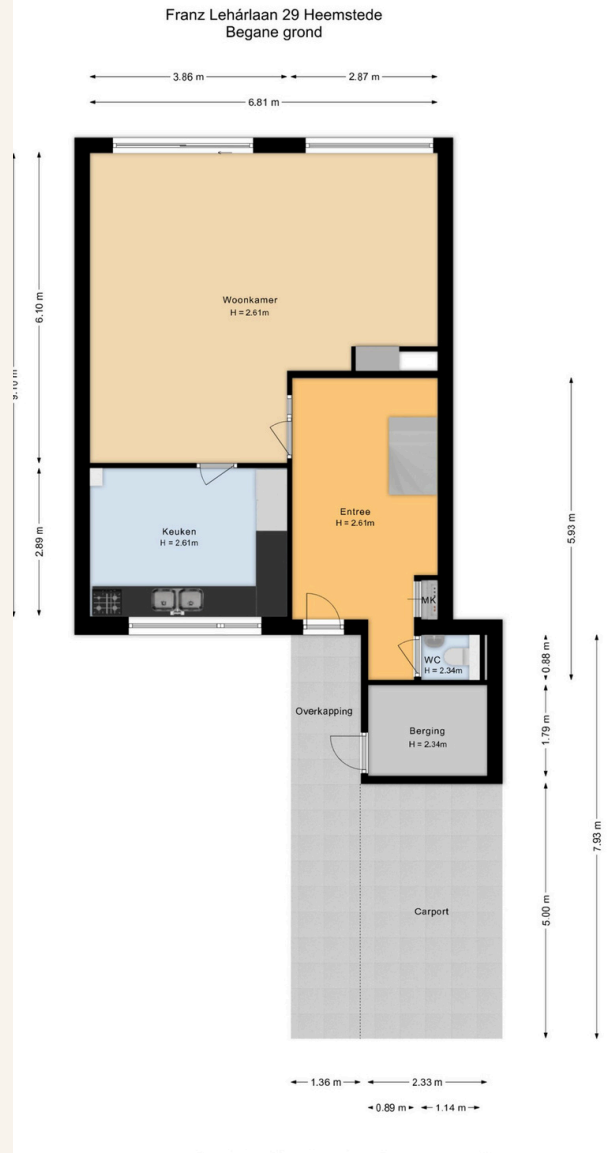 Franz Lehárlaan 29 Heemstede
Begane grond
3.86 m
2.87 m
6.81 m
6.10 m
Woonkamer
H = 2.61m
Keuken
H = 2.61m
2.89 m
Entree
H = 2.61m
5.93 m
MK
WC
H = 2.34m
0.88 m
Overkapping
Berging
H = 2.34m
1.79 m
7.93 m
Carport
5.00 m
1.36 m
2.33 m
0.89 m
1.14 m